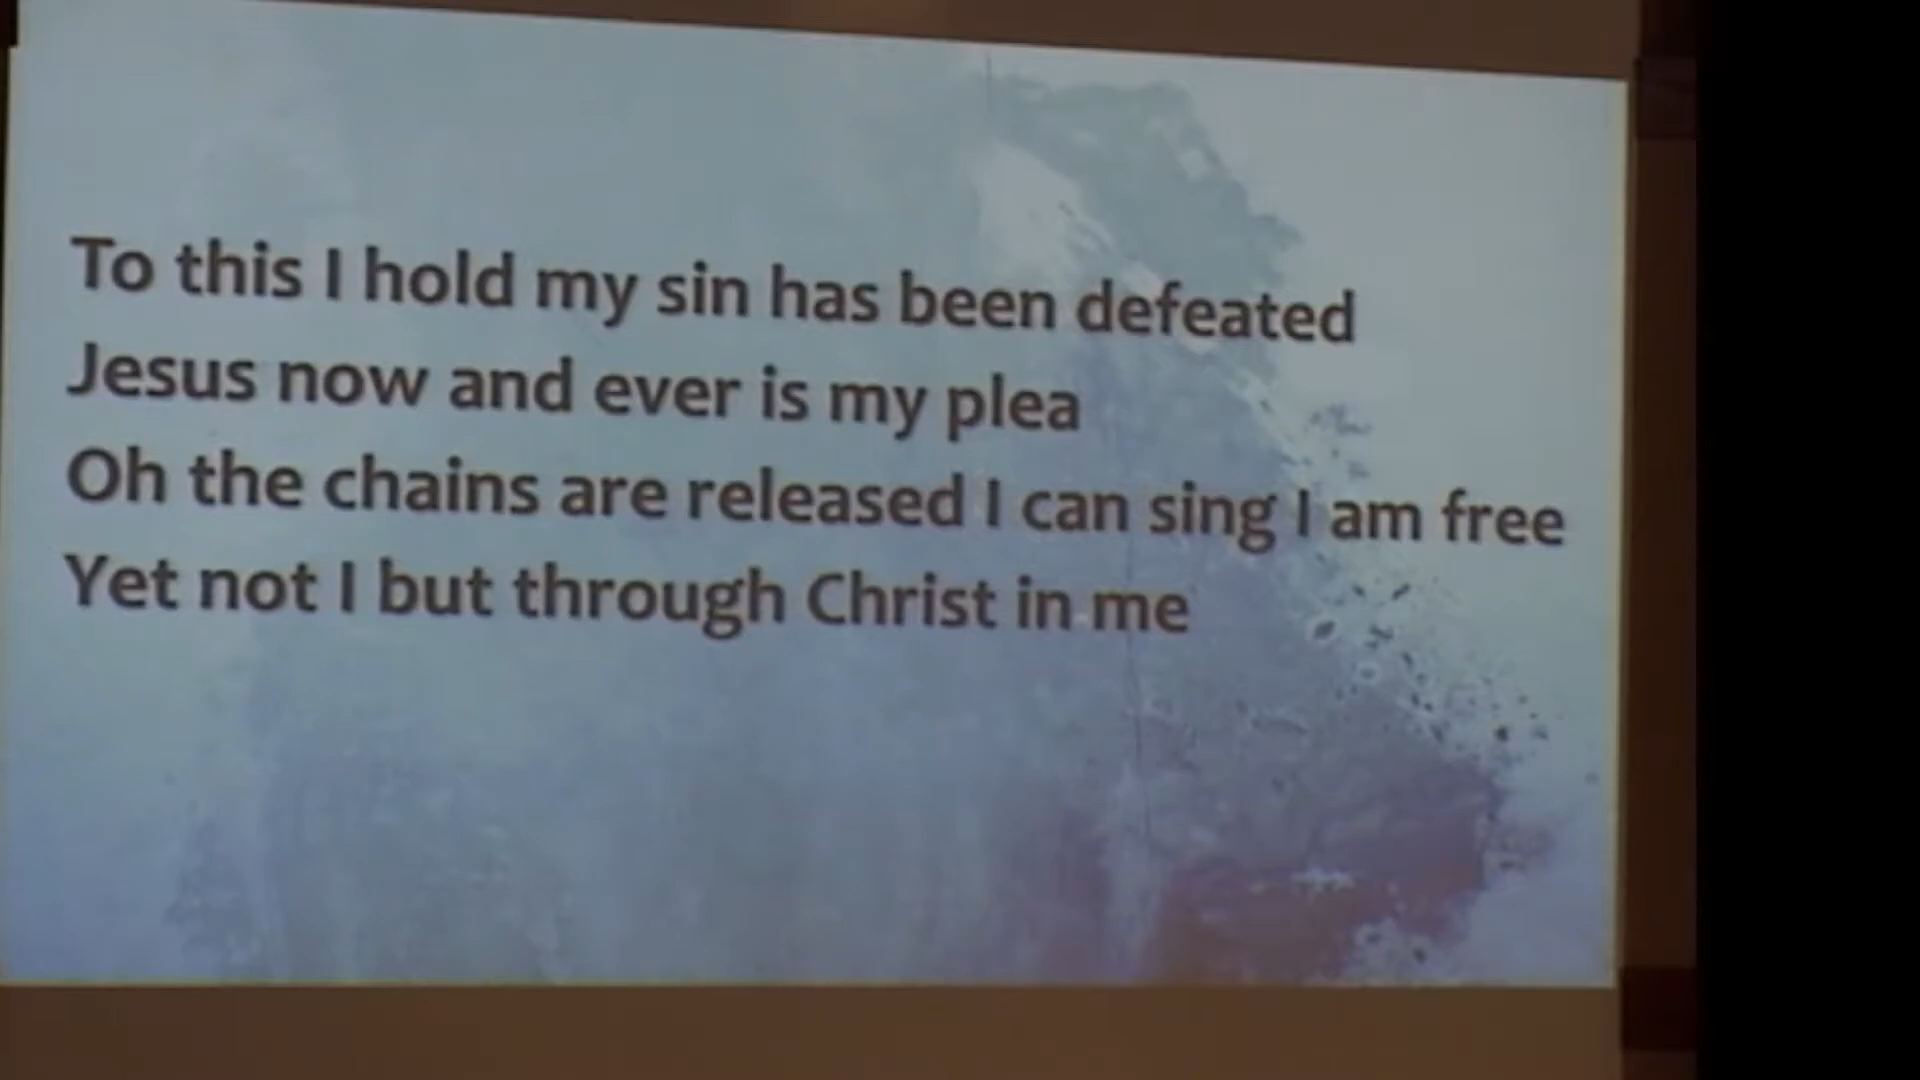 To this I hold my sin has been defeated
Jesus now and ever is my plea
Oh the chains are released I can sing I am free
Yet not I but through Christ in me